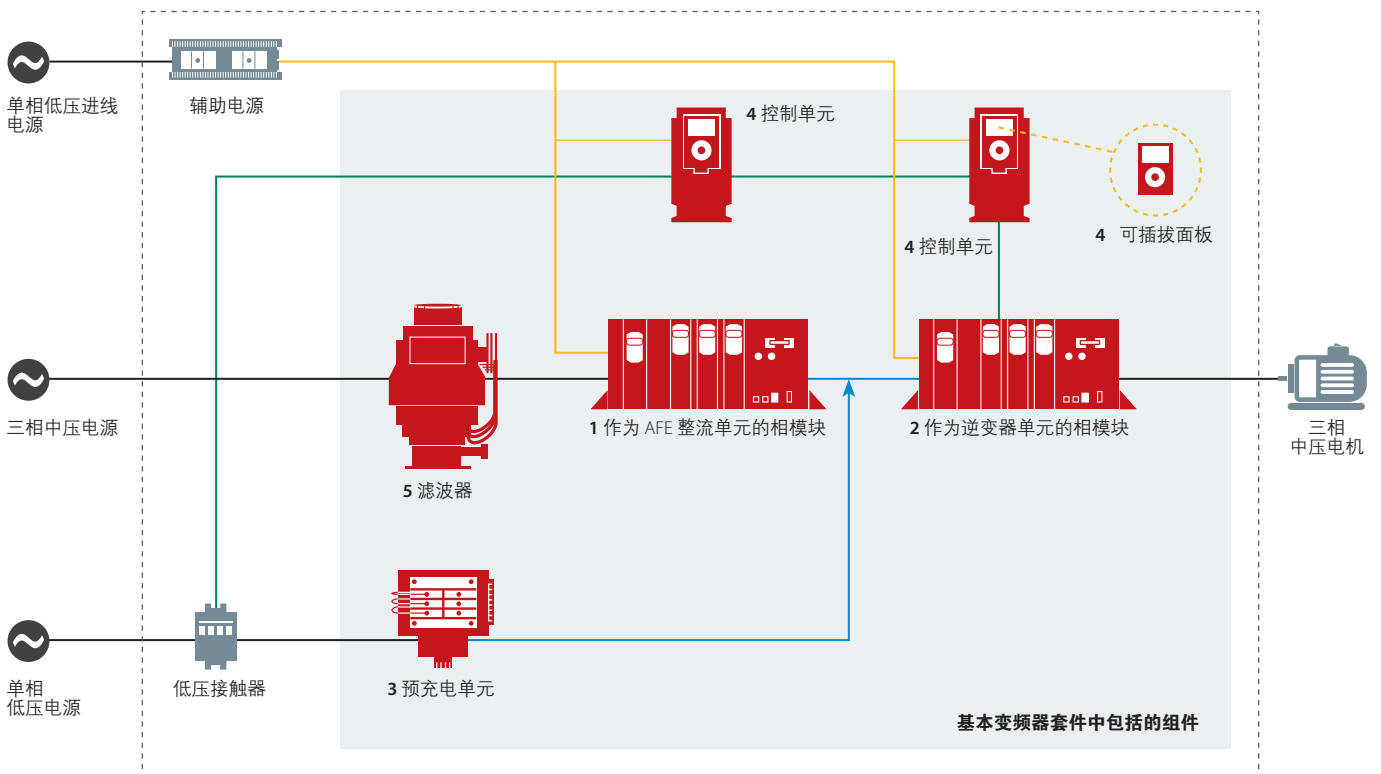 单相低压进线
电源
辅助电源
4 控制单元
4 控制单元
4 可插拔面板
三相中压电源
5 滤波器
1 作为 AFE 整流单元的相模块
2 作为逆变器单元的相模块
三相
中压电机
单相
低压电源
低压接触器
3 预充电单元
基本变频器套件中包括的组件